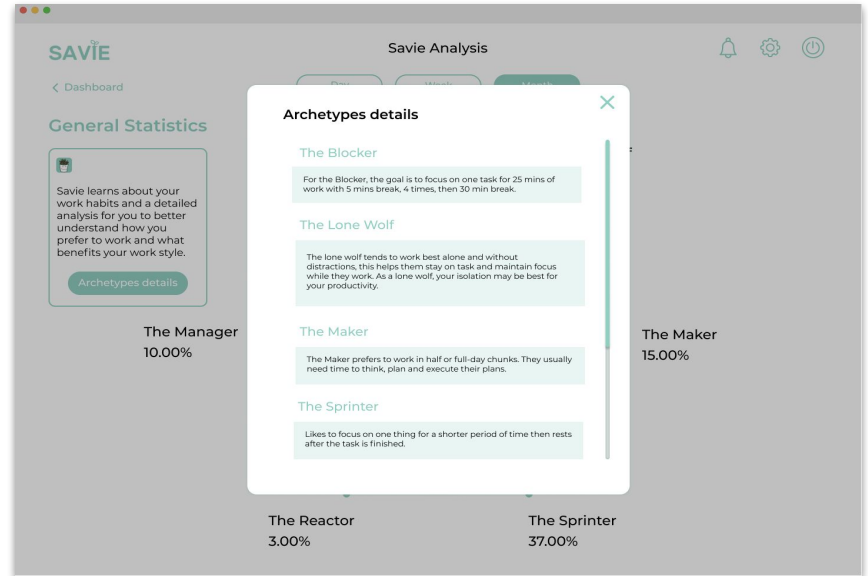 SAVIE
Savie Analysis
Dashboard
Day
Week
Month
General Statistics
Savie learns about your
work habits and a detailed
analysis for you to better
understand how you
prefer to work and what
benefits your work style.
Archetypes details
Archetypes details
The Blocker
For the Blocker, the goal is to focus on one task for 25 mins of
work with 5 mins break, 4 times, then 30 min break.
The Lone Wolf
The lone wolf tends to work best alone and without
distractions, this helps them stay on task and maintain focus
while they work. As a lone wolf, your isolation may be best for
your productivity.
The Maker
The Maker prefers to work in half or full-day chunks. They usually
need time to think, plan and execute their plans.
The Sprinter
Likes to focus on one thing for a shorter period of time then rests
after the task is finished.
The Manager
10.00%
The Maker
15.00%
The Reactor
3.00%
The Sprinter
37.00%